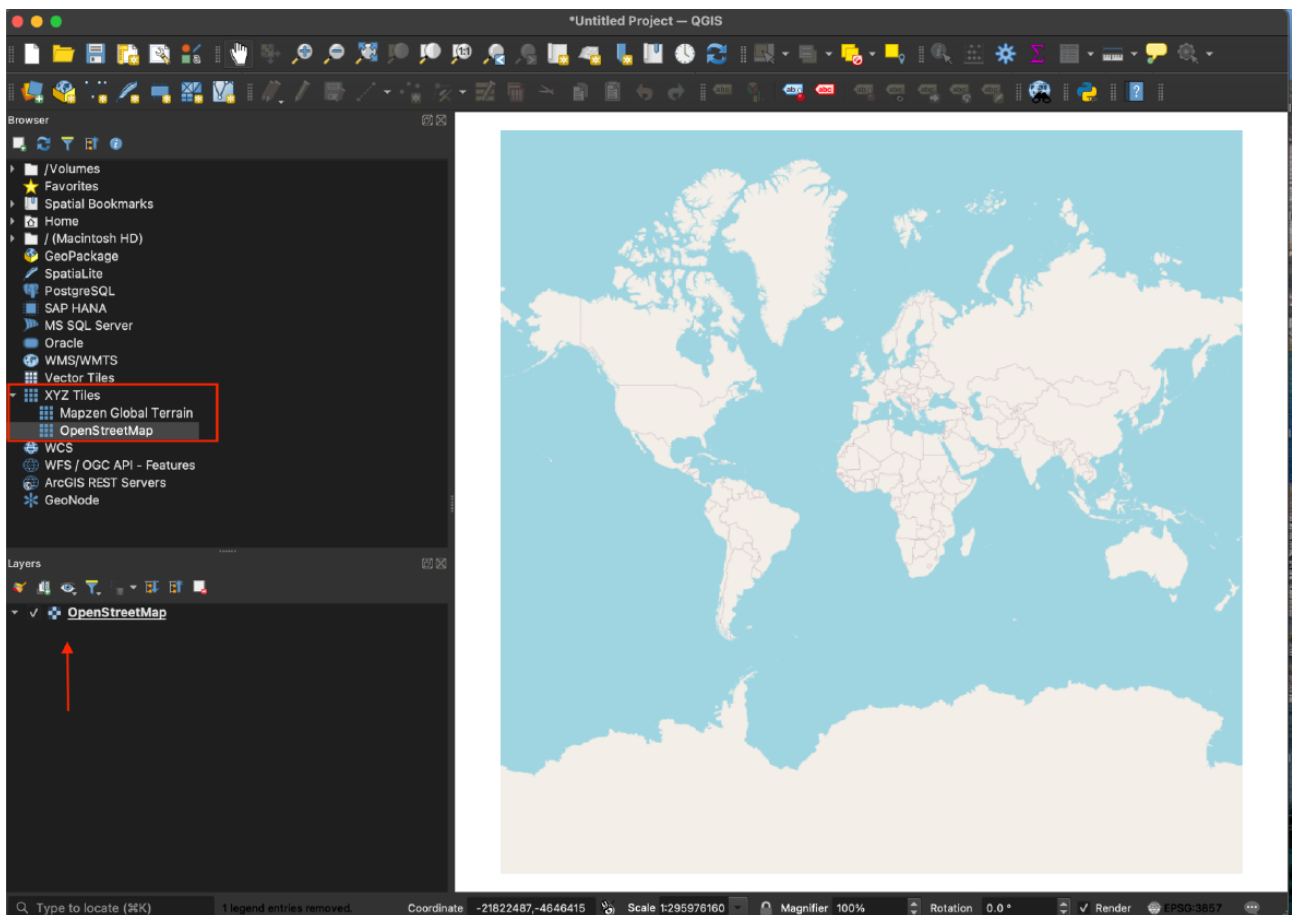 *Untitled Project — QGIS
Browser
/Volumes
Favorites
Spatial Bookmarks
Home
/ (Macintosh HD)
GeoPackage
SpatiaLite
PostgreSQL
SAP HANA
MS SQL Server
Oracle
WMS/WMTS
Vector Tiles
XYZ Tiles
Mapzen Global Terrain
OpenStreetMap
WCS
WFS / OGC API - Features
ArcGIS REST Servers
GeoNode
Layers
OpenStreetMap
Type to locate (⌘K) 1 legend entries removed. Coordinate -21822487,-4646415 Scale 1:295976160 Magnifier 100% Rotation 0.0 ° Render EPSG:3857